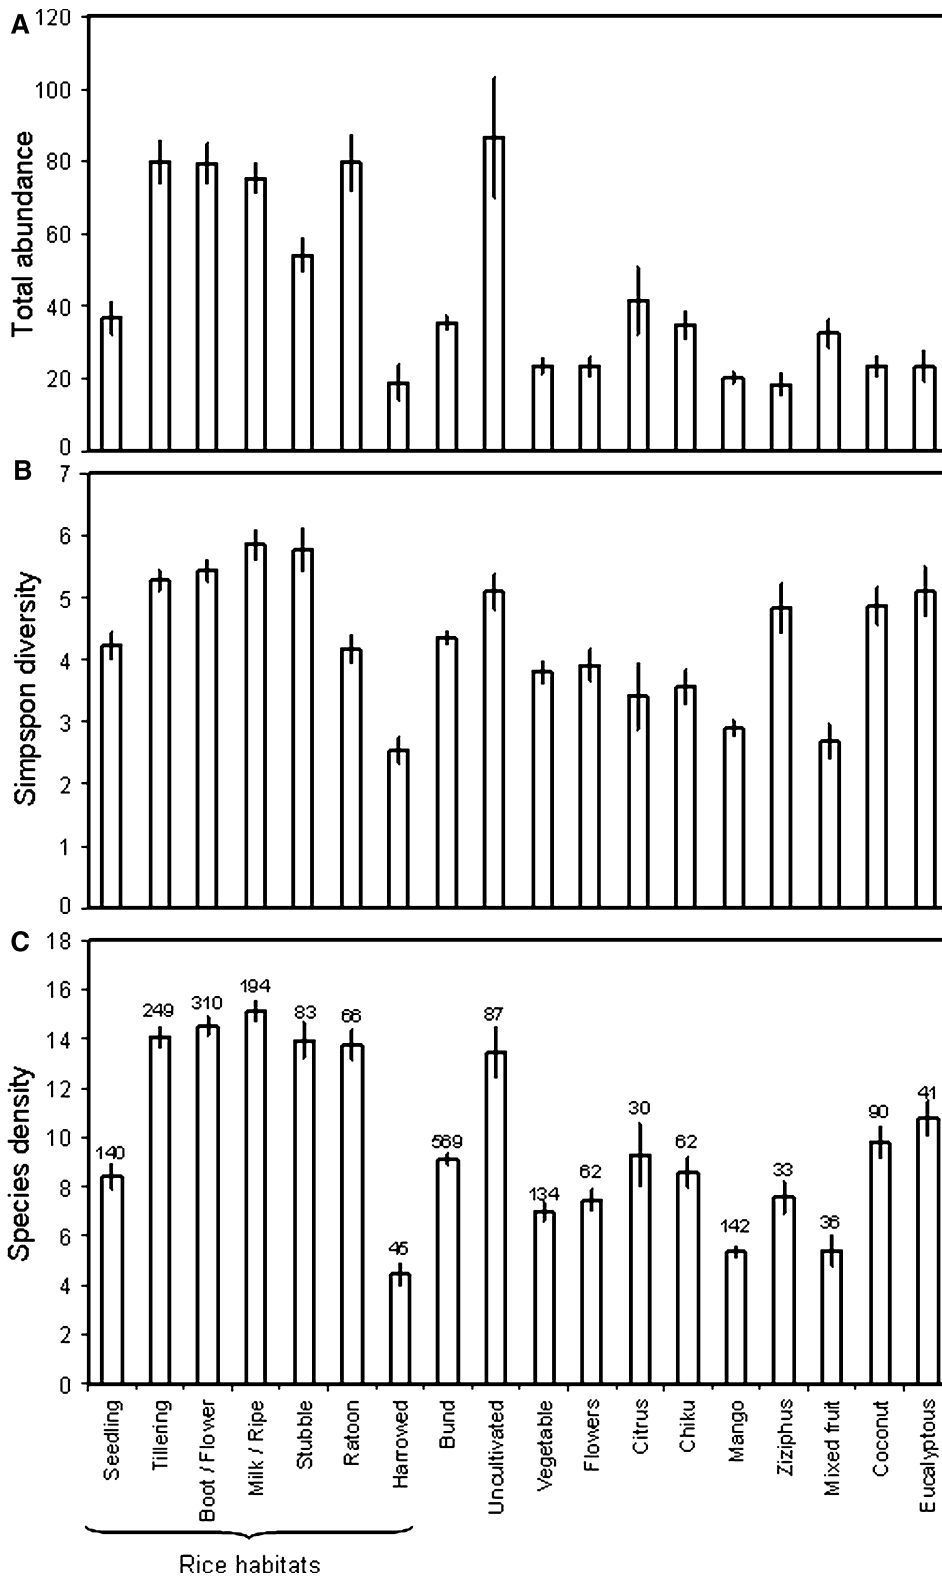 A
120
100
80
60
40
20
0
Total abundance
B
7
6
5
4
3
2
1
0
Simpspon diversity
C
18
16
14
12
10
8
6
4
2
0
Species density
140
249
310
194
83
66
45
569
87
134
62
30
62
142
33
36
90
41
Seedling
Tillering
Boot / Flower
Milk / Ripe
Stubble
Ratoon
Harrowed
Bund
Uncultivated
Vegetable
Flowers
Citrus
Chiku
Mango
Ziziphus
Mixed fruit
Coconut
Eucalyptous
Rice habitats